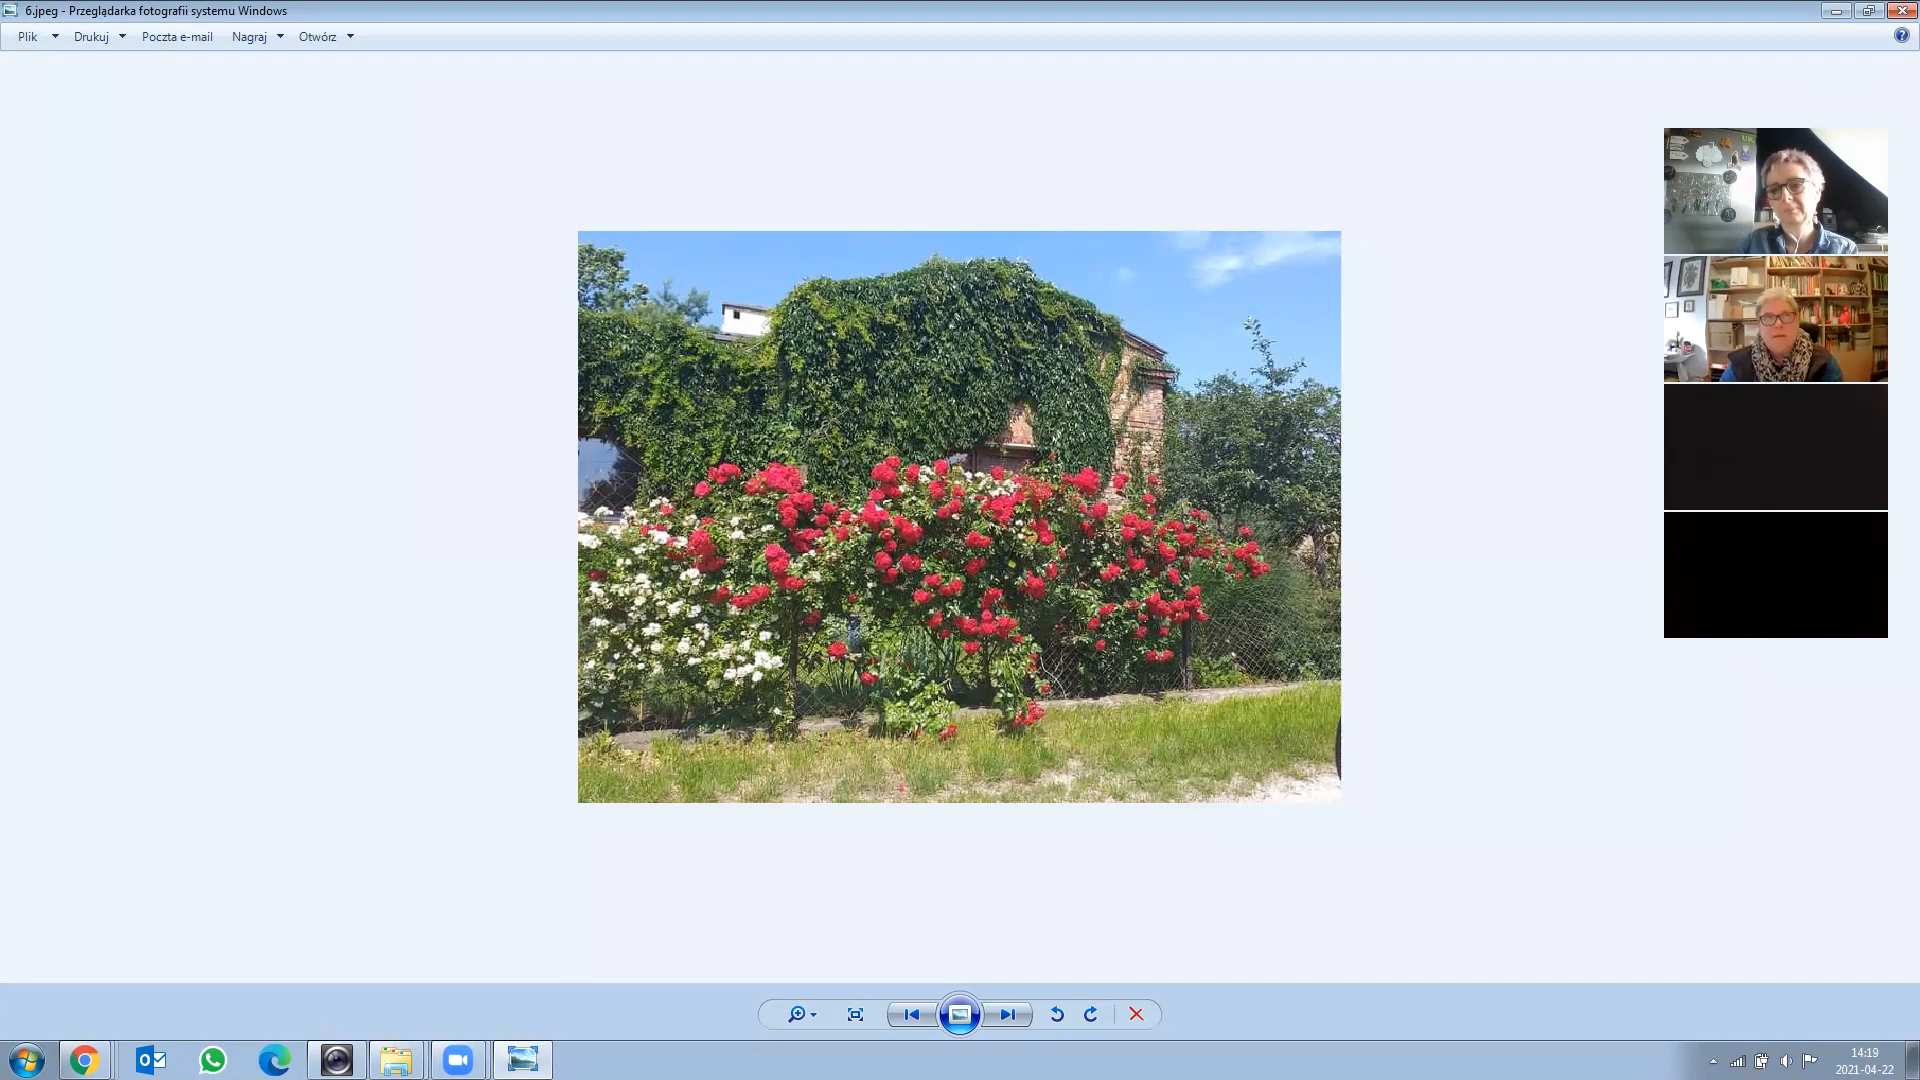 6.jpeg - Przeglądarka fotografii systemu Windows
Plik Drukuj Poczta e-mail Nagraj Otwórz
14:19
2021-04-22